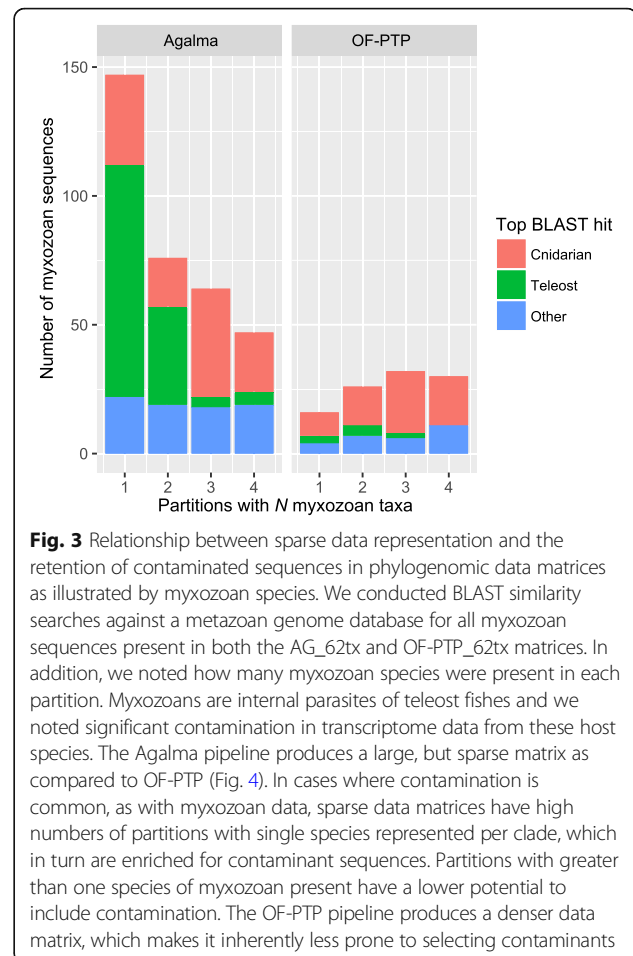 Agalma
OF-PTP
150
100
50
0
Number of myxozoan sequences
1 2 3 4
1 2 3 4
Partitions with N myxozoan taxa
Top BLAST hit
Cnidarian
Teleost
Other
Fig. 3 Relationship between sparse data representation and the
retention of contaminated sequences in phylogenomic data matrices
as illustrated by myxozoan species. We conducted BLAST similarity
searches against a metazoan genome database for all myxozoan
sequences present in both the AG_62tx and OF-PTP_62tx matrices. In
addition, we noted how many myxozoan species were present in each
partition. Myxozoans are internal parasites of teleost fishes and we
noted significant contamination in transcriptome data from these host
species. The Agalma pipeline produces a large, but sparse matrix as
compared to OF-PTP (Fig. 4). In cases where contamination is
common, as with myxozoan data, sparse data matrices have high
numbers of partitions with single species represented per clade, which
in turn are enriched for contaminant sequences. Partitions with greater
than one species of myxozoan present have a lower potential to
include contamination. The OF-PTP pipeline produces a denser data
matrix, which makes it inherently less prone to selecting contaminants